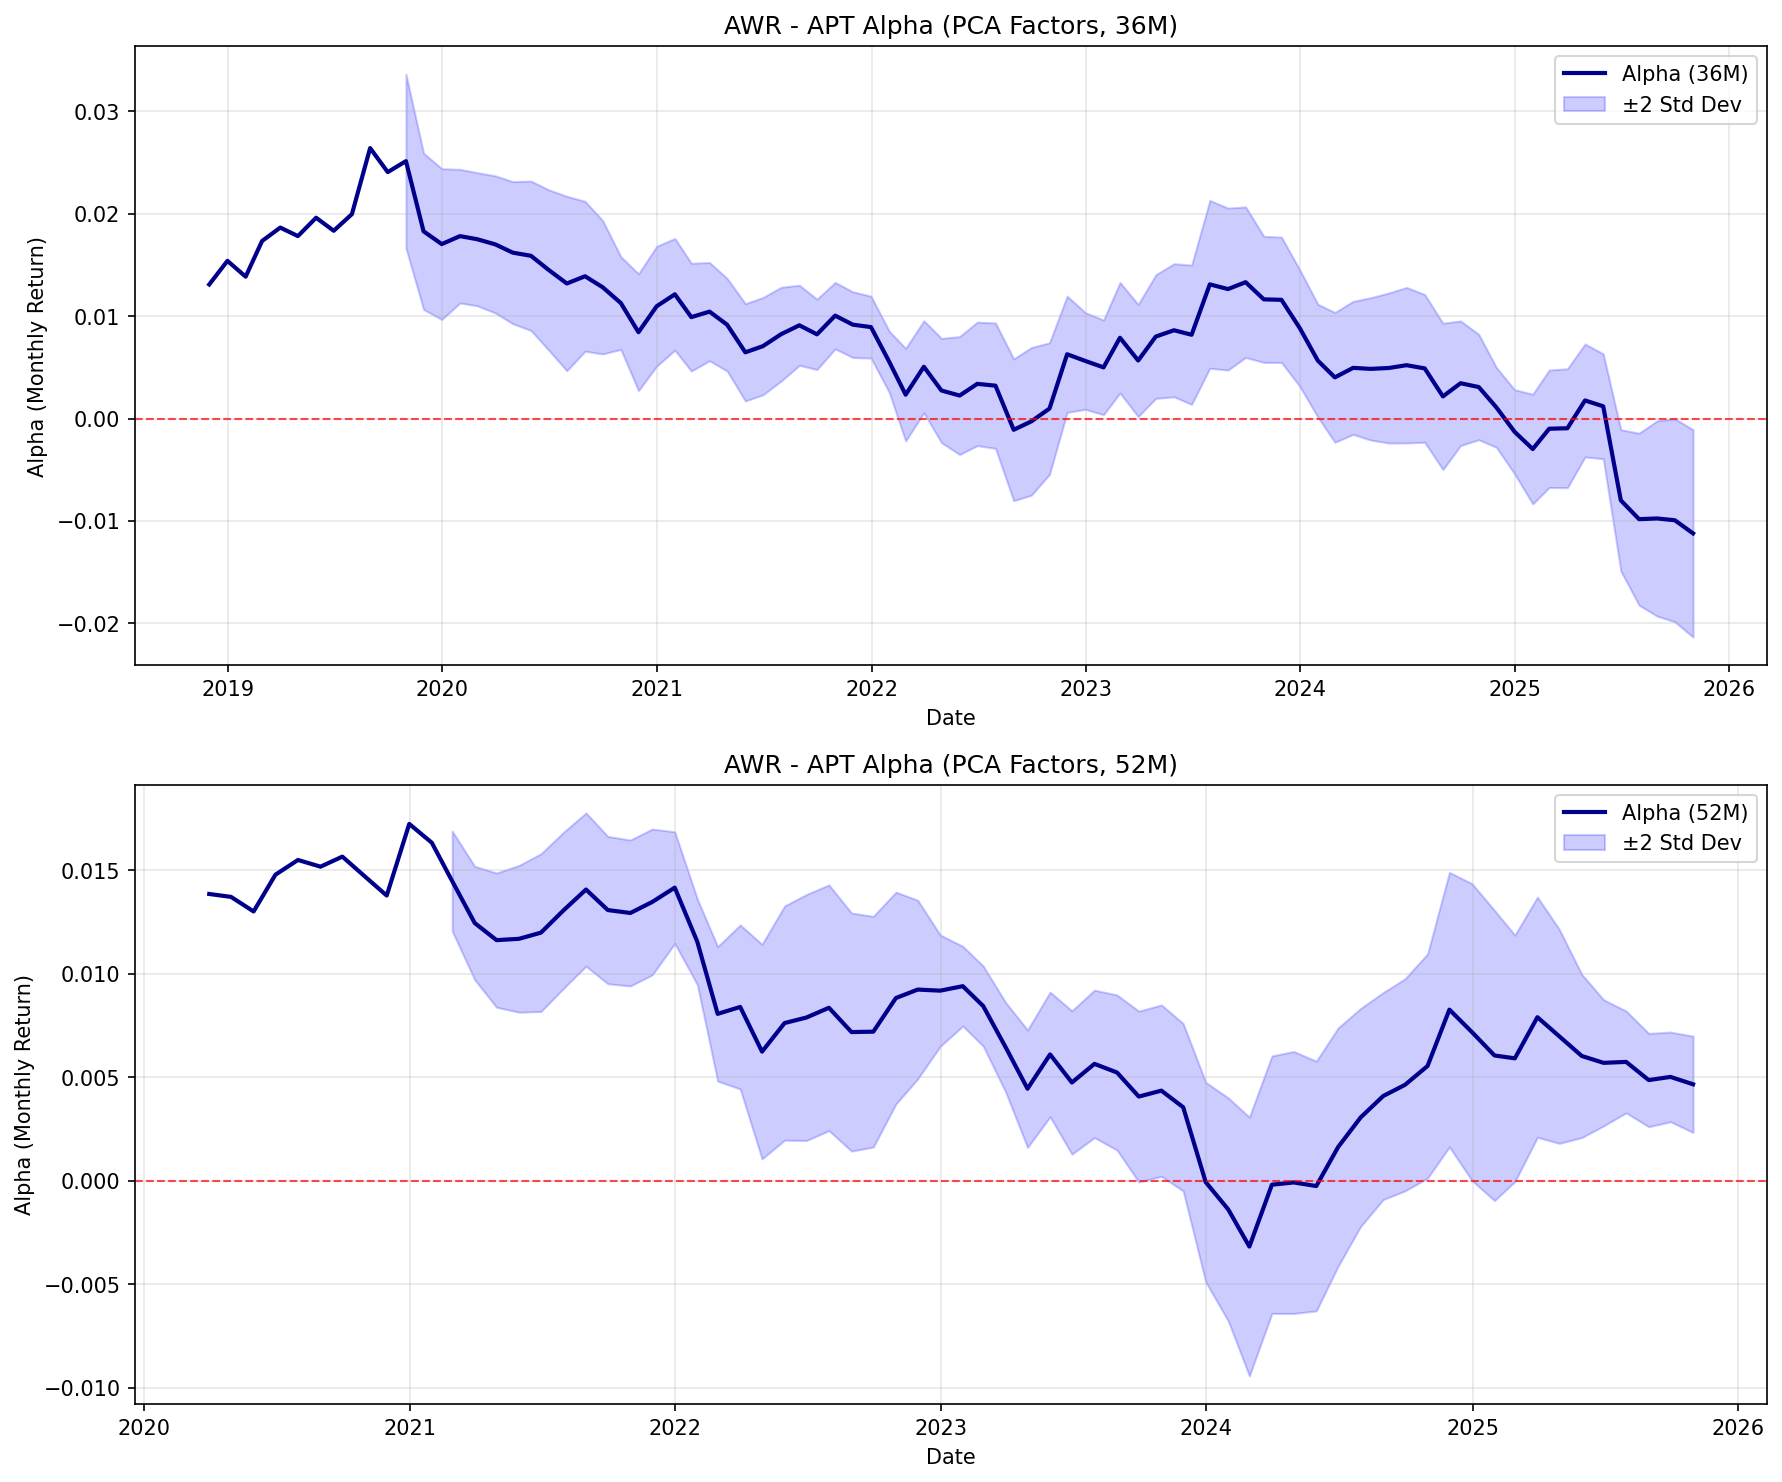 AWR - APT Alpha (PCA Factors, 36M)
Alpha (36M)
±2 Std Dev
Alpha (Monthly Return)
0.03
0.02
0.01
0.00
−0.01
−0.02
2019 2020 2021 2022 2023 2024 2025 2026
Date
AWR - APT Alpha (PCA Factors, 52M)
Alpha (52M)
±2 Std Dev
Alpha (Monthly Return)
0.015
0.010
0.005
0.000
−0.005
−0.010
2020 2021 2022 2023 2024 2025 2026
Date